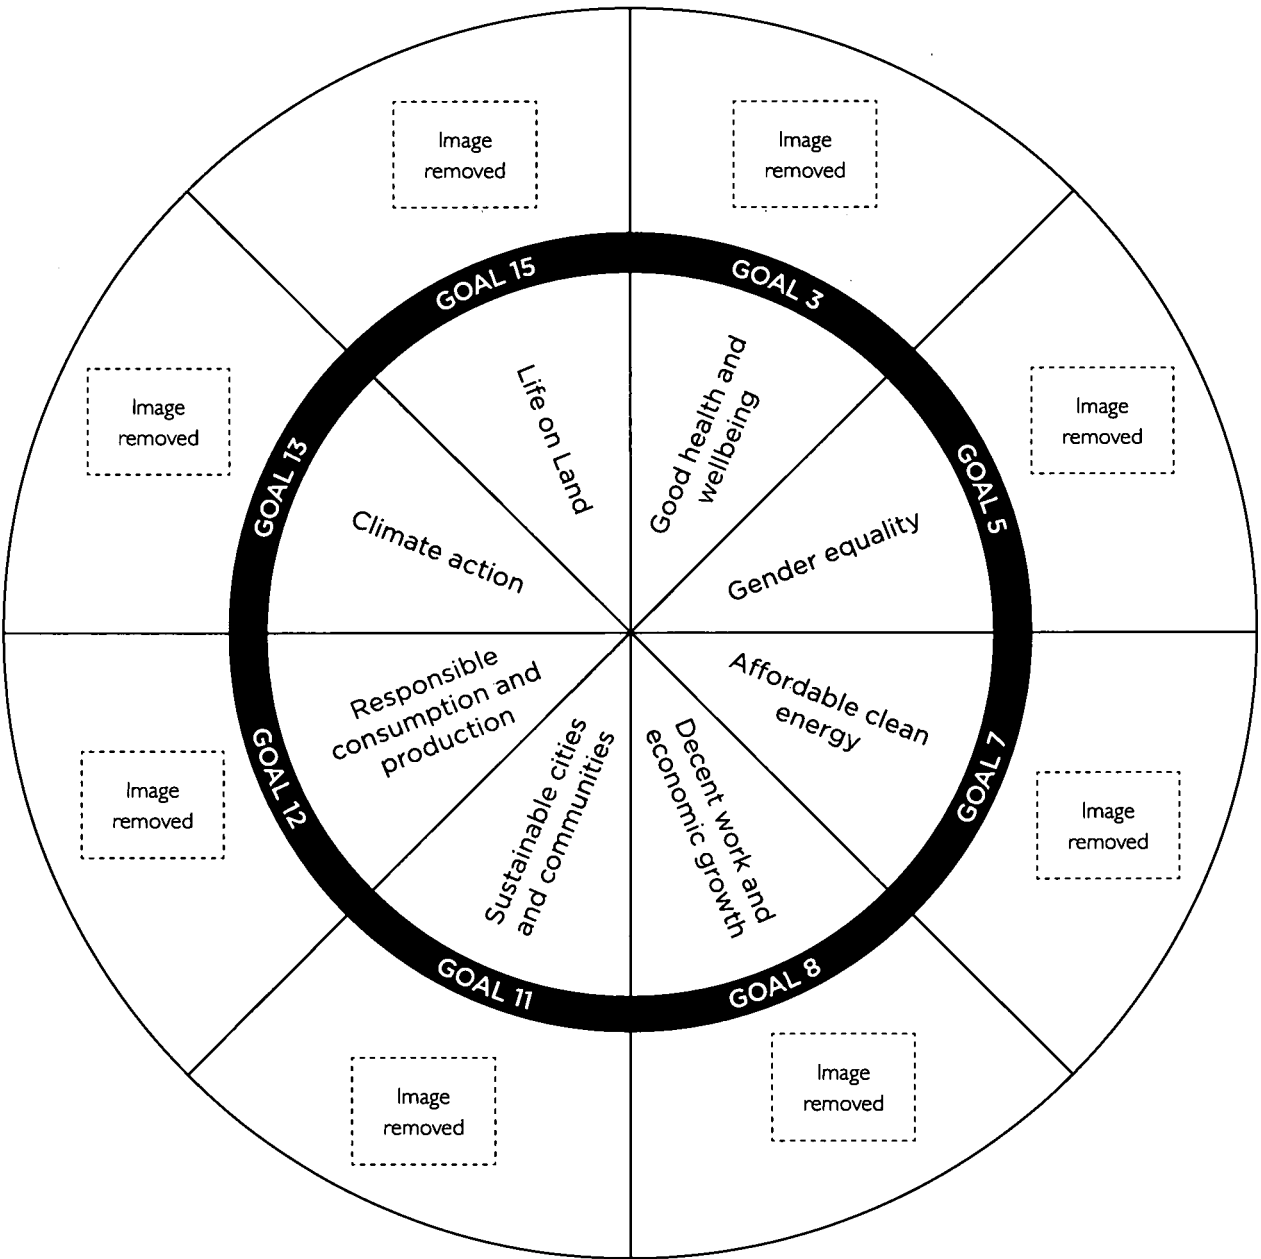 Image
removed
GOAL 3
Good health and
wellbeing
Image
removed
GOAL 5
Gender equality
Image
removed
GOAL 7
Affordable clean
energy
Image
removed
GOAL 8
Decent work and
economic growth
Image
removed
GOAL 11
Sustainable cities
and communities
Image
removed
GOAL 12
Responsible
consumption and
production
Image
removed
GOAL 13
Climate action
Image
removed
GOAL 15
Life on Land